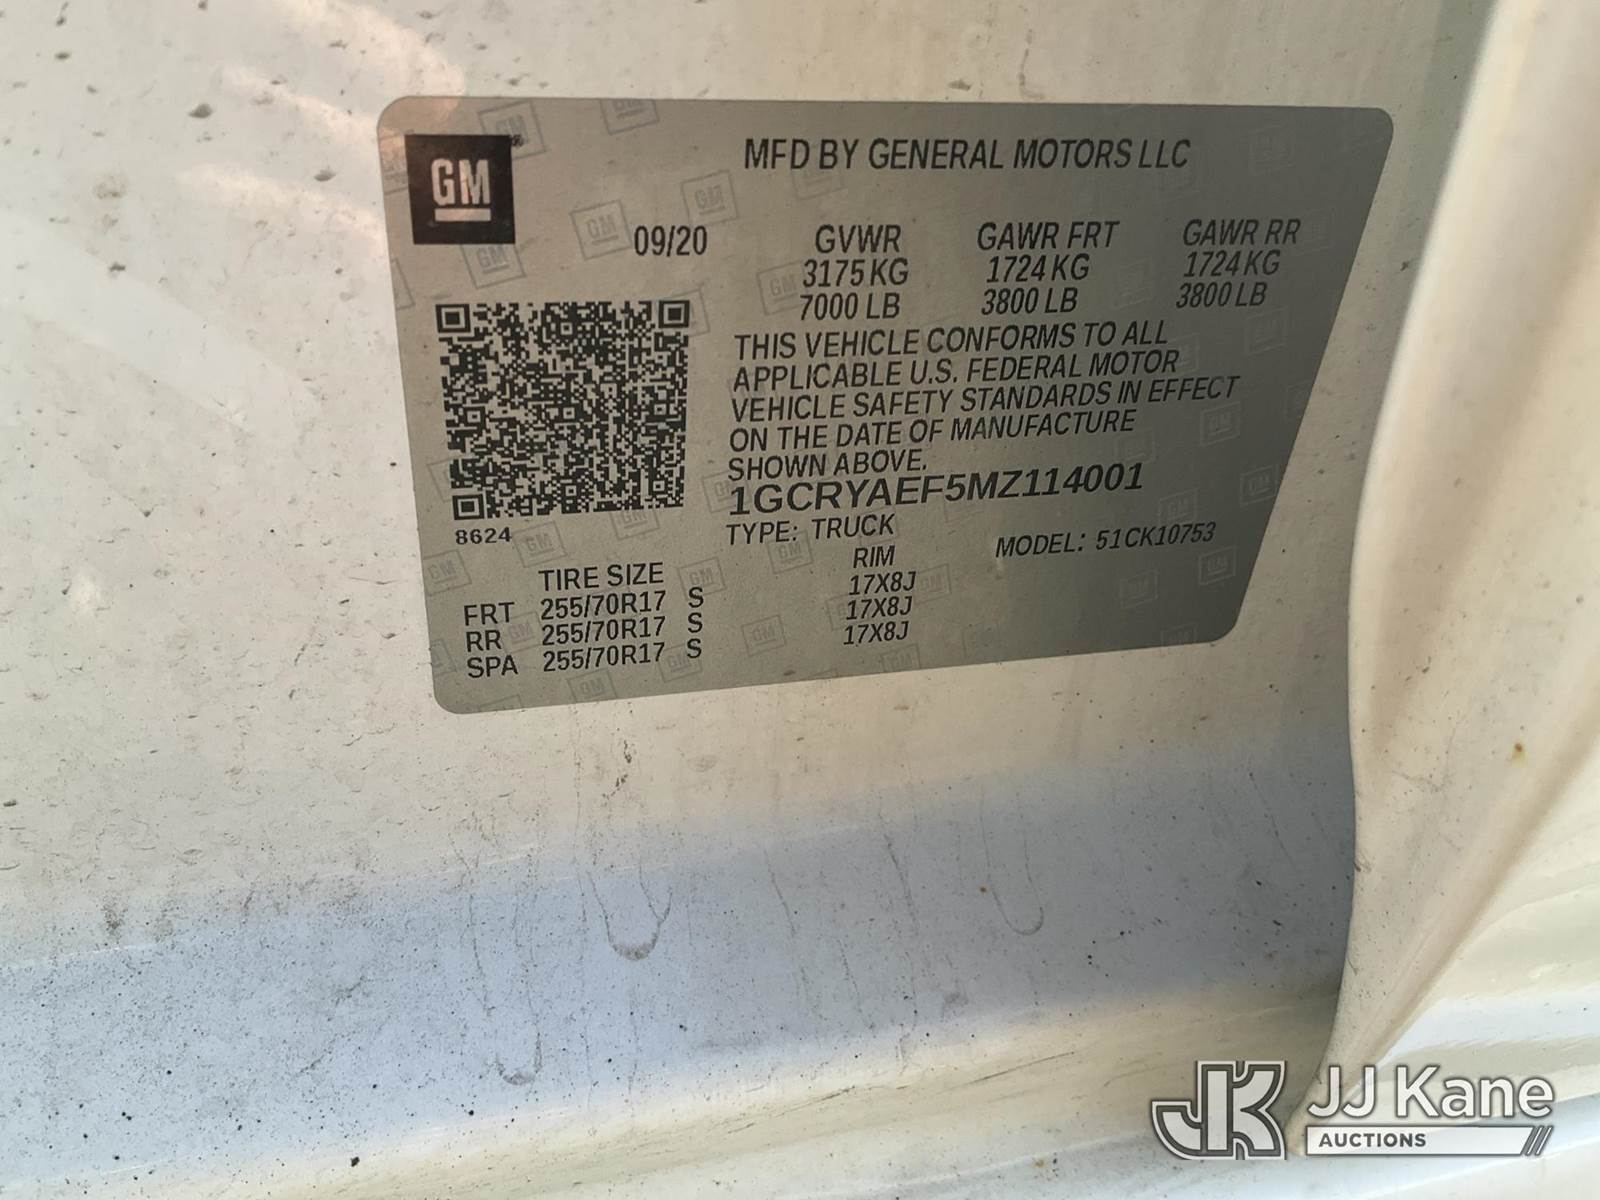 GM
MFD BY GENERAL MOTORS LLC
09/20
GVWR GAWR FRT GAWR RR
3175 KG 1724 KG 1724 KG
7000 LB 3800 LB 3800 LB
THIS VEHICLE CONFORMS TO ALL
APPLICABLE U.S. FEDERAL MOTOR
VEHICLE SAFETY STANDARDS IN EFFECT
ON THE DATE OF MANUFACTURE
SHOWN ABOVE.
1GCRYAEF5MZ114001
8624
TYPE: TRUCK MODEL: 51CK10753
TIRE SIZE RIM
FRT 255/70R17 S 17X8J
RR 255/70R17 S 17X8J
SPA 255/70R17 S 17X8J
JK JJ Kane
AUCTIONS